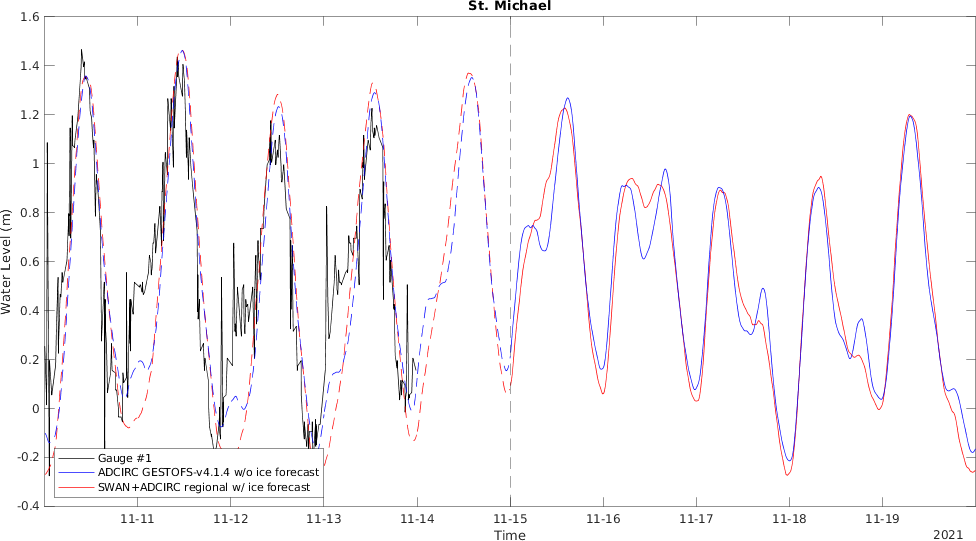 St. Michael
1.6
1.4
1.2
1
0.8
0.6
0.4
0.2
0
-0.2
-0.4
Water Level (m)
Gauge #1
ADCIRC GESTOFS-v4.1.4 w/o ice forecast
SWAN+ADCIRC regional w/ ice forecast
11-11 11-12 11-13 11-14 11-15 11-16 11-17 11-18 11-19
Time
2021